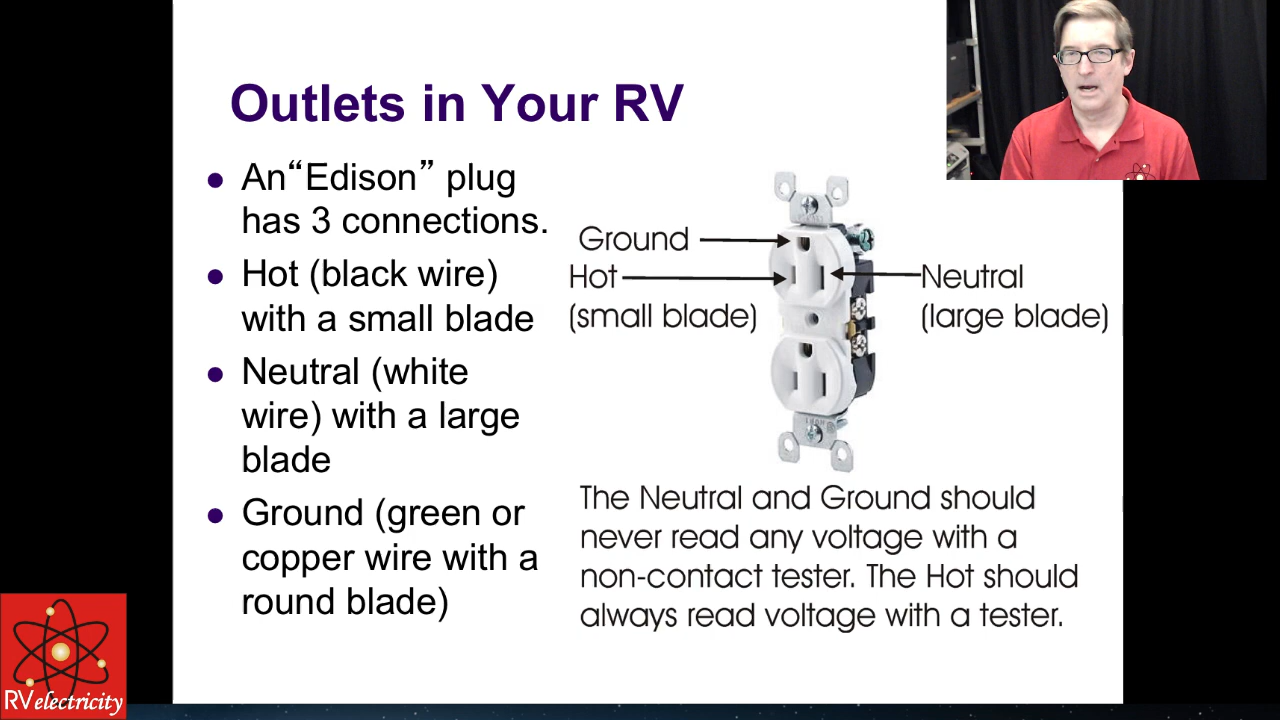 Outlets in Your RV
An“Edison” plug
has 3 connections.
Hot (black wire)
with a small blade
Neutral (white
wire) with a large
blade
Ground (green or
copper wire with a
round blade)
Ground
Hot
(small blade)
Neutral
(large blade)
The Neutral and Ground should
never read any voltage with a
non-contact tester. The Hot should
always read voltage with a tester.
RVelectricity